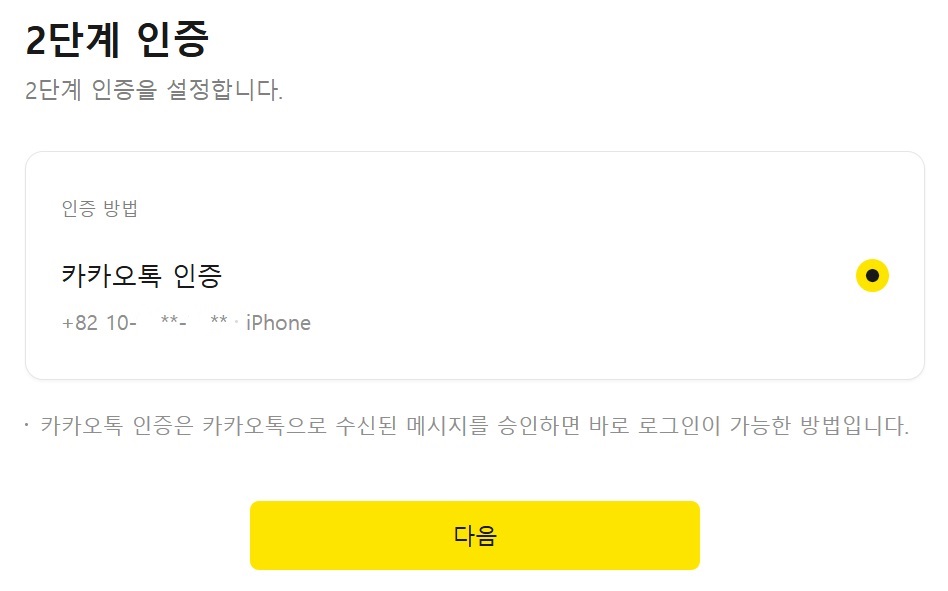 2단계 인증
2단계 인증을 설정합니다.
인증 방법
카카오톡 인증
+82 10- **- ** · iPhone
· 카카오톡 인증은 카카오톡으로 수신된 메시지를 승인하면 바로 로그인이 가능한 방법입니다.
다음